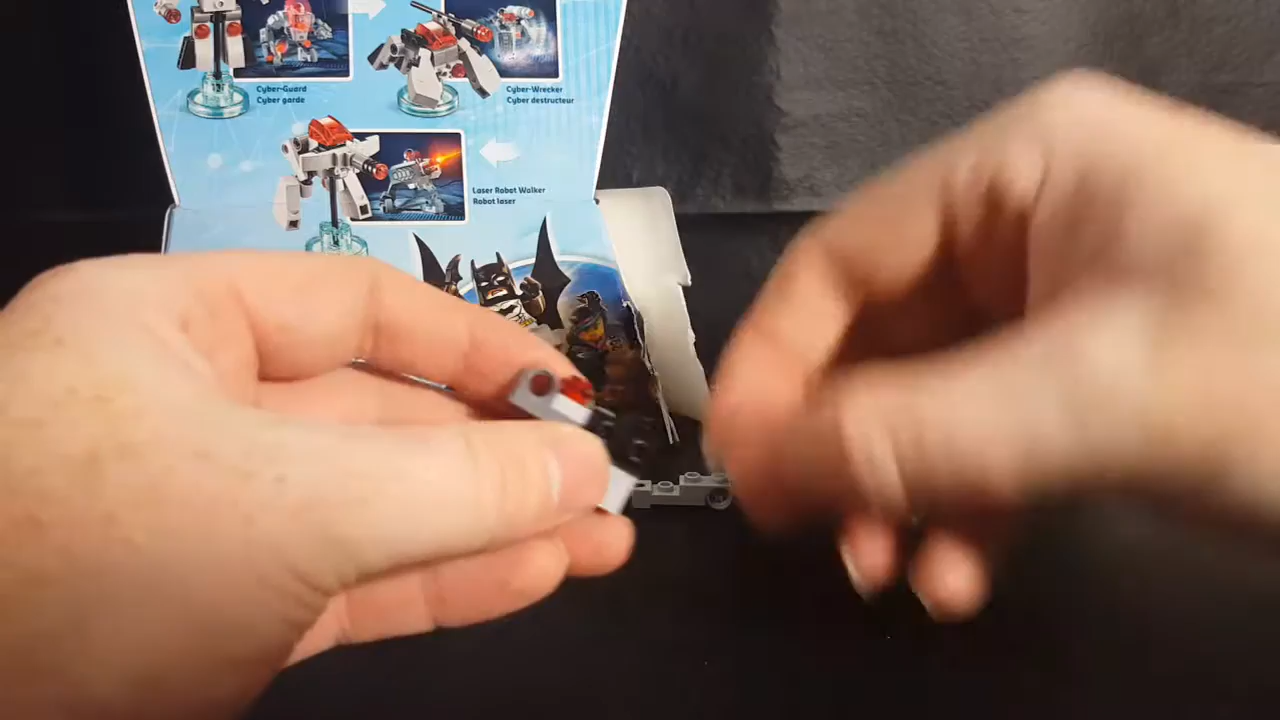 Cyber-Guard
Cyber garde
Cyber-Wrecker
Cyber destructeur
Laser Robot Walker
Robot laser